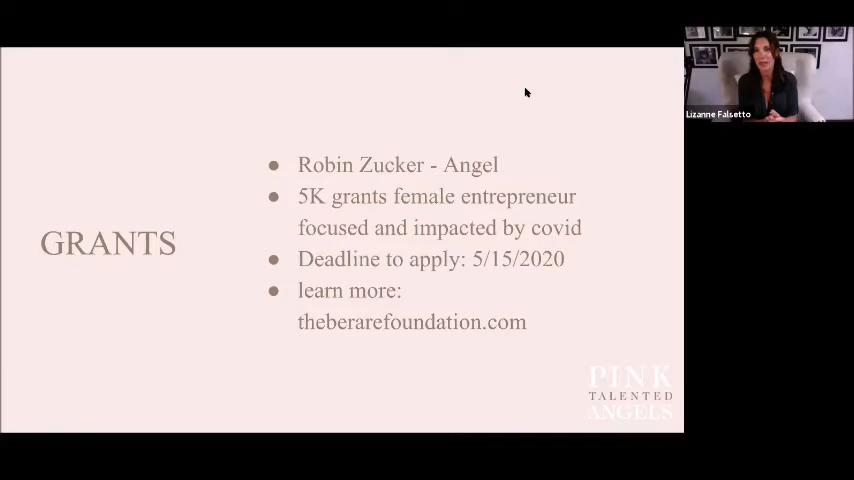 Lizanne Falsetto
GRANTS
● Robin Zucker - Angel
● 5K grants female entrepreneur
focused and impacted by covid
● Deadline to apply: 5/15/2020
● learn more:
theberarefoundation.com
PINK
TALENTED
ANGELS